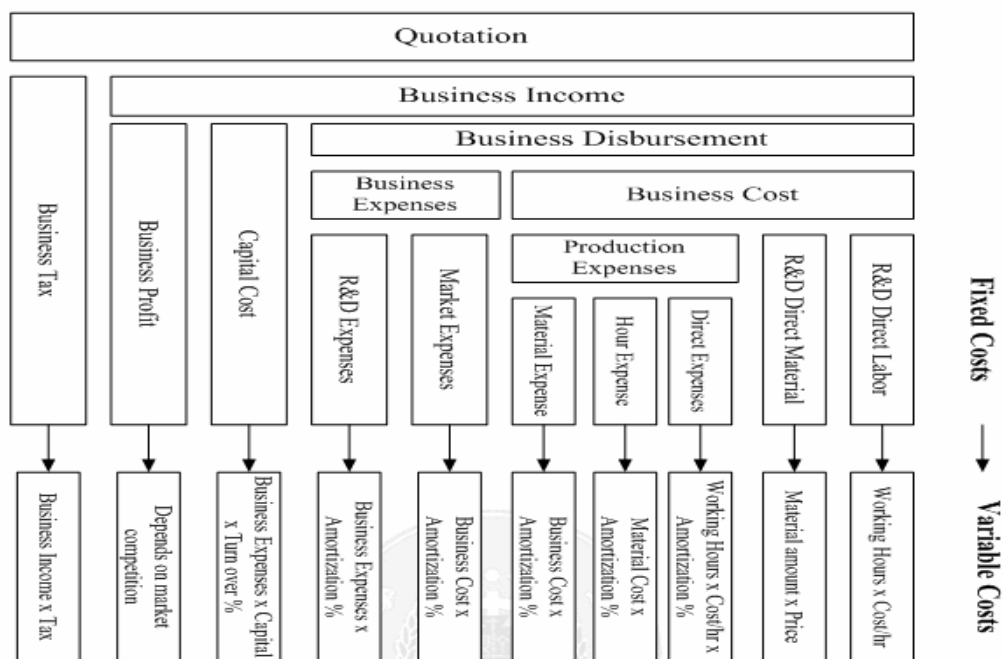 Quotation
Business Income
Business Disbursement
Business
Expenses
Business Cost
Production
Expenses
Business Tax
Business Profit
Capital Cost
R&D Expenses
Market Expenses
Material Expense
Hour Expense
Direct Expenses
R&D Direct Material
R&D Direct Labor
Fixed Costs
Business Income x Tax
Depends on market
competition
Business Expenses x Capital
x Turn over %
Business Expenses x
Amortization %
Business Cost x
Amortization %
Business Cost x
Amortization %
Material Cost x
Amortization %
Working Hours x Cost/hr x
Amortization %
Material amount x Price
Working Hours x Cost/hr
Variable Costs